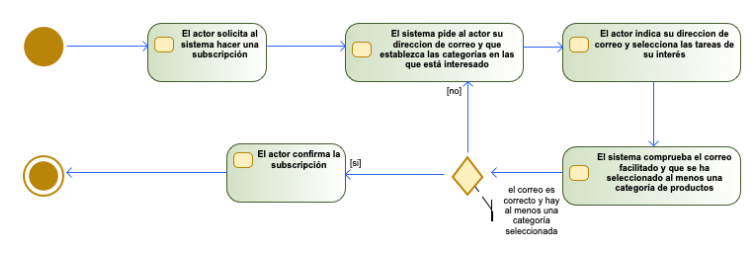 El actor solicita al
sistema hacer una
subscripción
El sistema pide al actor su
direccion de correo y que
establezca las categorías en las
que está interesado
El actor indica su direccion de
correo y selecciona las tareas de
su interés
[no]
El actor confirma la
subscripción
[si]
El sistema comprueba el correo
facilitado y que se ha
seleccionado al menos una
categoría de productos
el correo es
correcto y hay
al menos una
categoría
seleccionada